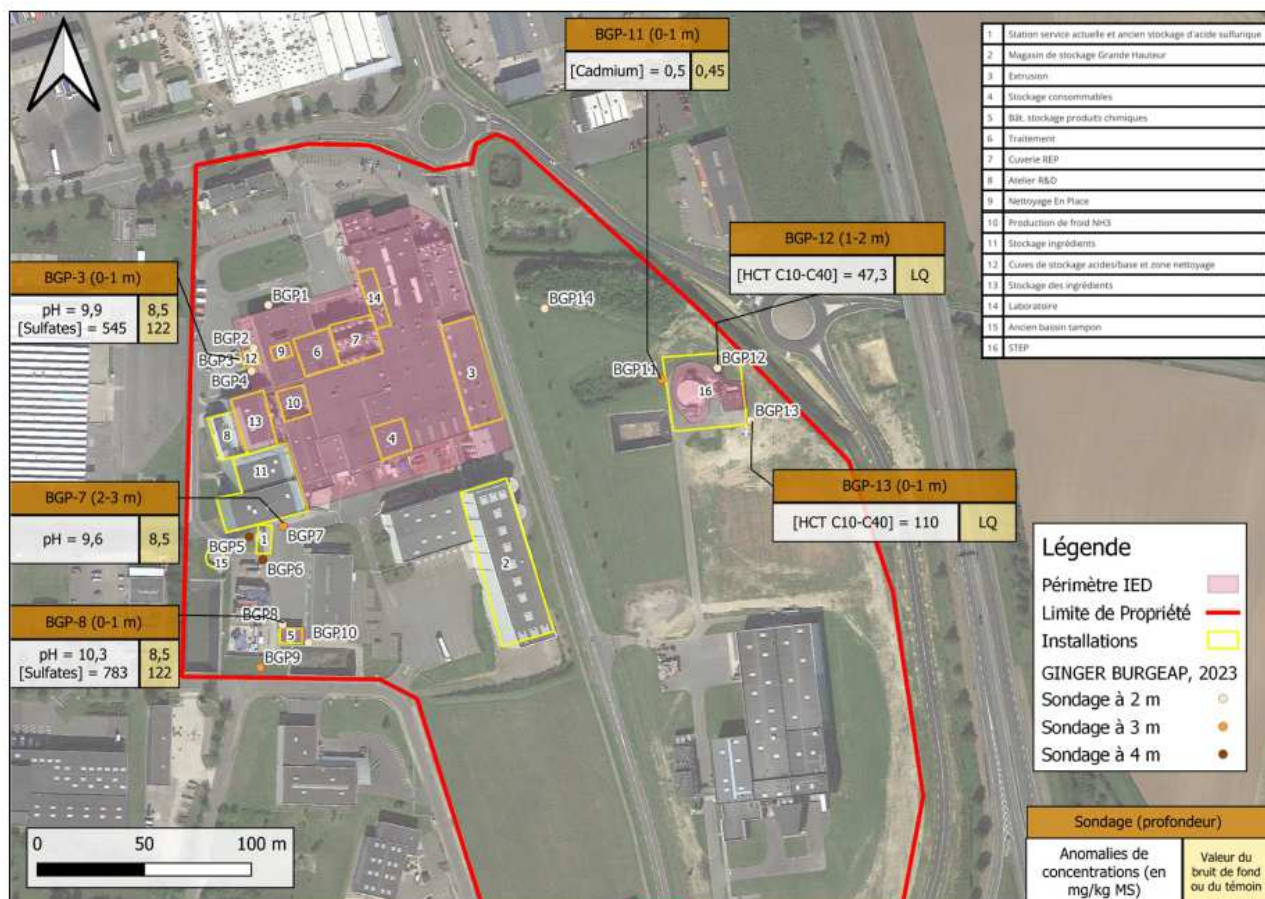 BGP-11 (0-1 m)
[Cadmium] = 0,5 0,45
1 Station service actuelle et ancien stockage d'acide sulfurique
2 Magasin de stockage Grande Hauteur
3 Extrusion
4 Stockage consommables
5 Bât. stockage produits chimiques
6 Traitement
7 Cuverie REP
8 Atelier R&D
9 Nettoyage En Place
10 Production de froid NH3
11 Stockage ingrédients
12 Cuves de stockage acides/base et zone nettoyage
13 Stockage des ingrédients
14 Laboratoire
15 Ancien bassin tampon
16 STEP
BGP-12 (1-2 m)
[HCT C10-C40] = 47,3 LQ
BGP-3 (0-1 m)
pH = 9,9 8,5
[Sulfates] = 545 122
BGP1
BGP14
14
BGP2
7
BGP3
12
9
6
BGP4
3
BGP11
BGP12
16
10
13
BGP13
8
4
11
BGP-7 (2-3 m)
pH = 9,6 8,5
BGP-13 (0-1 m)
[HCT C10-C40] = 110 LQ
BGP7
BGP5
1
15
BGP6
2
BGP-8 (0-1 m)
pH = 10,3 8,5
[Sulfates] = 783 122
BGP8
5
BGP10
BGP9
Légende
Périmètre IED
Limite de Propriété
Installations
GINGER BURGEAP, 2023
Sondage à 2 m
Sondage à 3 m
Sondage à 4 m
0 50 100 m
Sondage (profondeur)
Anomalies de
concentrations (en
mg/kg MS)
Valeur du
bruit de fond
ou du témoin